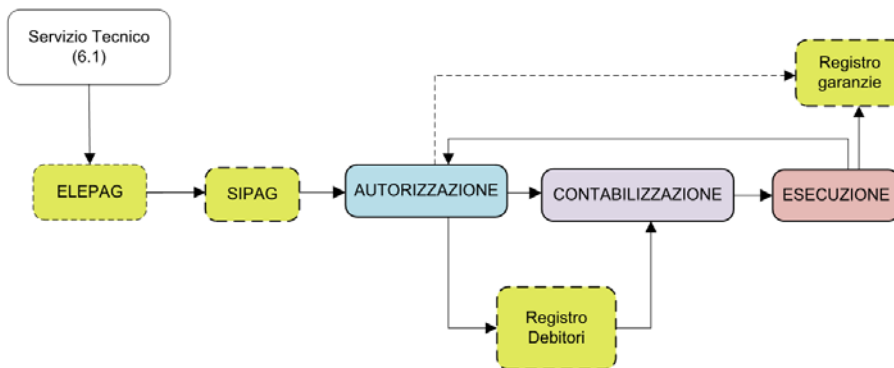 Servizio Tecnico
(6.1)
Registro
garanzie
ELEPAG
SIPAG
AUTORIZZAZIONE
CONTABILIZZAZIONE
ESECUZIONE
Registro
Debitori